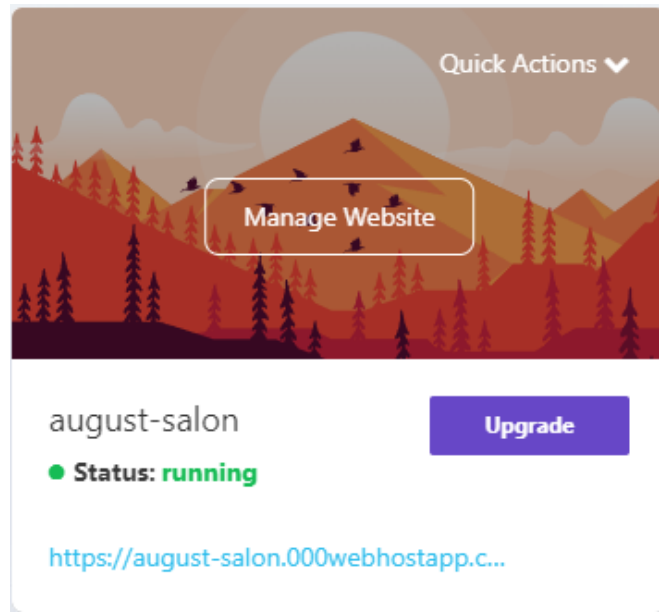 Quick Actions
Manage Website
august-salon
Upgrade
Status: running
https://august-salon.000webhostapp.c...